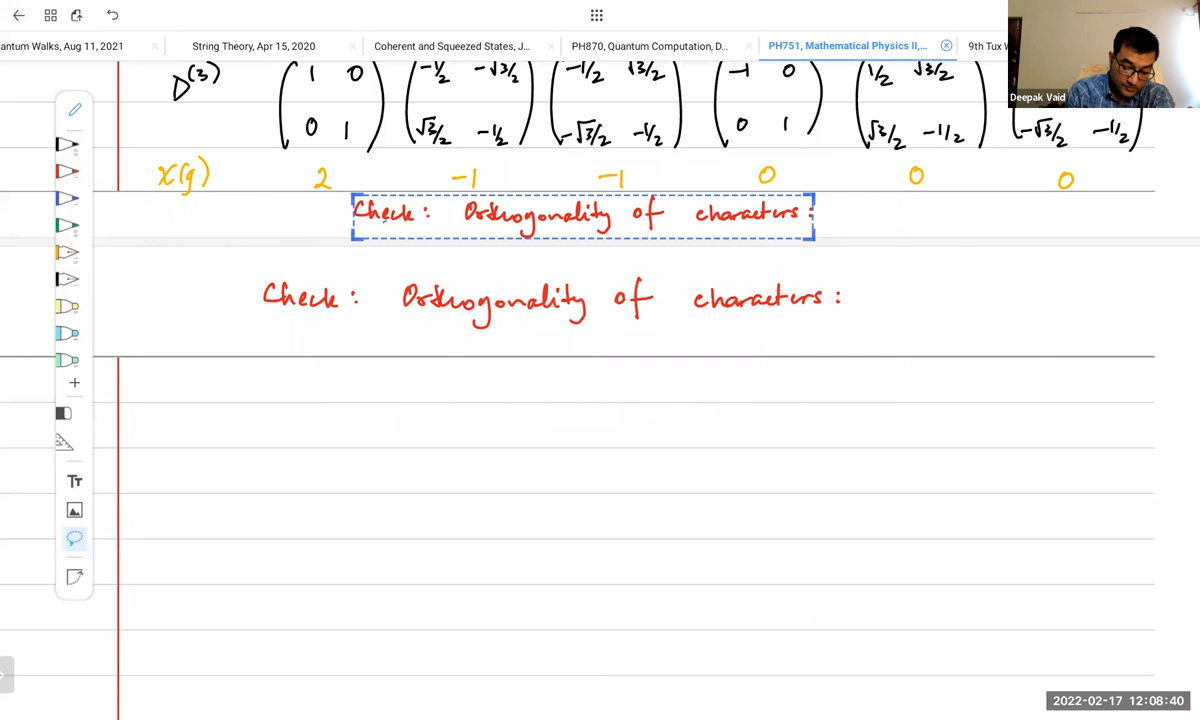 antum Walks, Aug 11, 2021 String Theory, Apr 15, 2020 Coherent and Squeezed States, J... PH870, Quantum Computation, D... PH751, Mathematical Physics II,... 9th Tux W
Deepak Vaid
D(3) ( 1 0 ( -1/2 -√3/2 ( -1/2 √3/2 ( -1 0 ( 1/2 √3/2
0 1 ) √3/2 -1/2 ) -√3/2 -1/2 ) 0 1 ) √3/2 -1/2 ) -√3/2 -1/2 )
χ(g) 2 -1 -1 0 0 0
Check: Orthogonality of characters:
Check: Orthogonality of characters:
Tт
2022-02-17 12:08:40